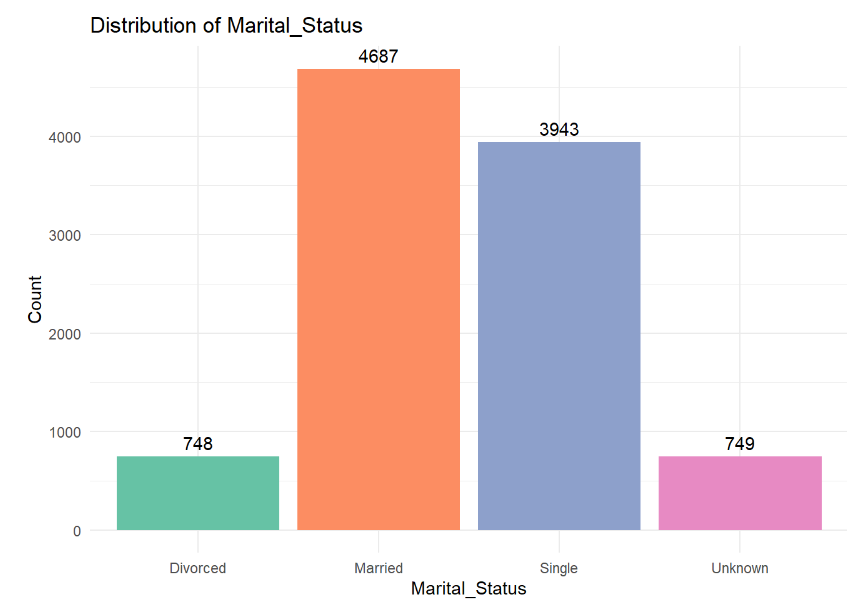 Distribution of Marital_Status
4687
3943
748
749
4000
3000
2000
1000
0
Count
Divorced Married Single Unknown
Marital_Status